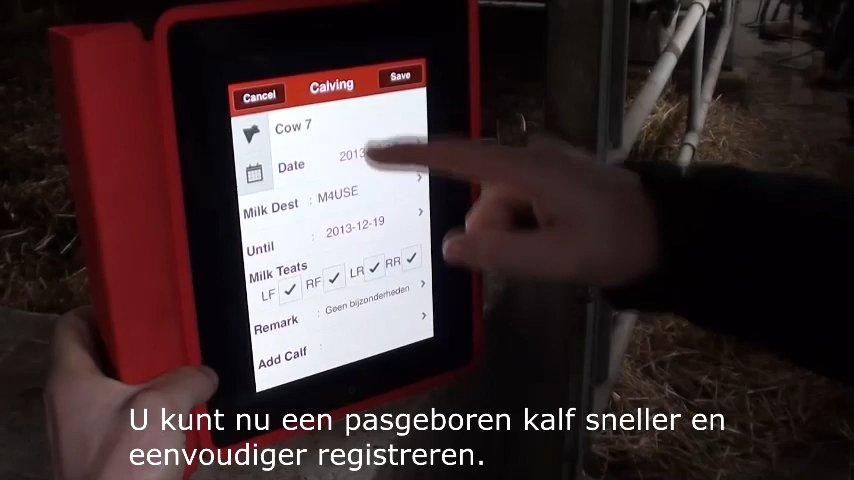 Cancel Calving Save
Cow 7
Date 2013
Milk Dest : M4USE
Until : 2013-12-19
Milk Teats
LF RF LR RR
Remark : Geen bijzonderheden
Add Calf :
U kunt nu een pasgeboren kalf sneller en
eenvoudiger registreren.